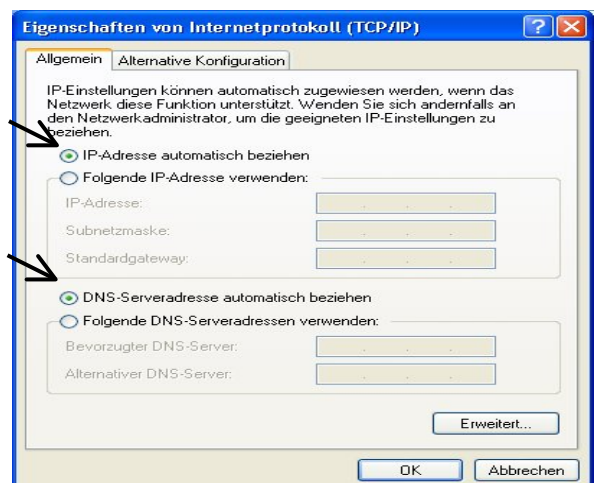 Eigenschaften von Internetprotokoll (TCP/IP)
Allgemein
Alternative Konfiguration
IP-Einstellungen können automatisch zugewiesen werden, wenn das
Netzwerk diese Funktion unterstützt. Wenden Sie sich andernfalls an
den Netzwerkadministrator, um die geeigneten IP-Einstellungen zu
beziehen.
IP-Adresse automatisch beziehen
Folgende IP-Adresse verwenden:
IP-Adresse:
Subnetzmaske:
Standardgateway:
DNS-Serveradresse automatisch beziehen
Folgende DNS-Serveradressen verwenden:
Bevorzugter DNS-Server:
Alternativer DNS-Server:
Erweitert...
OK
Abbrechen